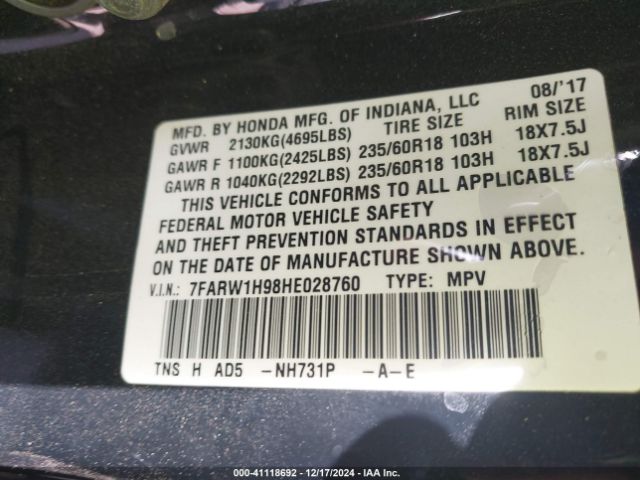 MFD. BY HONDA MFG. OF INDIANA, LLC 08/'17
GVWR 2130KG(4695LBS) TIRE SIZE RIM SIZE
GAWR F 1100KG(2425LBS) 235/60R18 103H 18X7.5J
GAWR R 1040KG(2292LBS) 235/60R18 103H 18X7.5J
THIS VEHICLE CONFORMS TO ALL APPLICABLE
FEDERAL MOTOR VEHICLE SAFETY
AND THEFT PREVENTION STANDARDS IN EFFECT
ON THE DATE OF MANUFACTURE SHOWN ABOVE.
V.I.N.: 7FARW1H98HE028760 TYPE: MPV
TNS H AD5 -NH731P -A-E
000-41118692 - 12/17/2024 - IAA Inc.